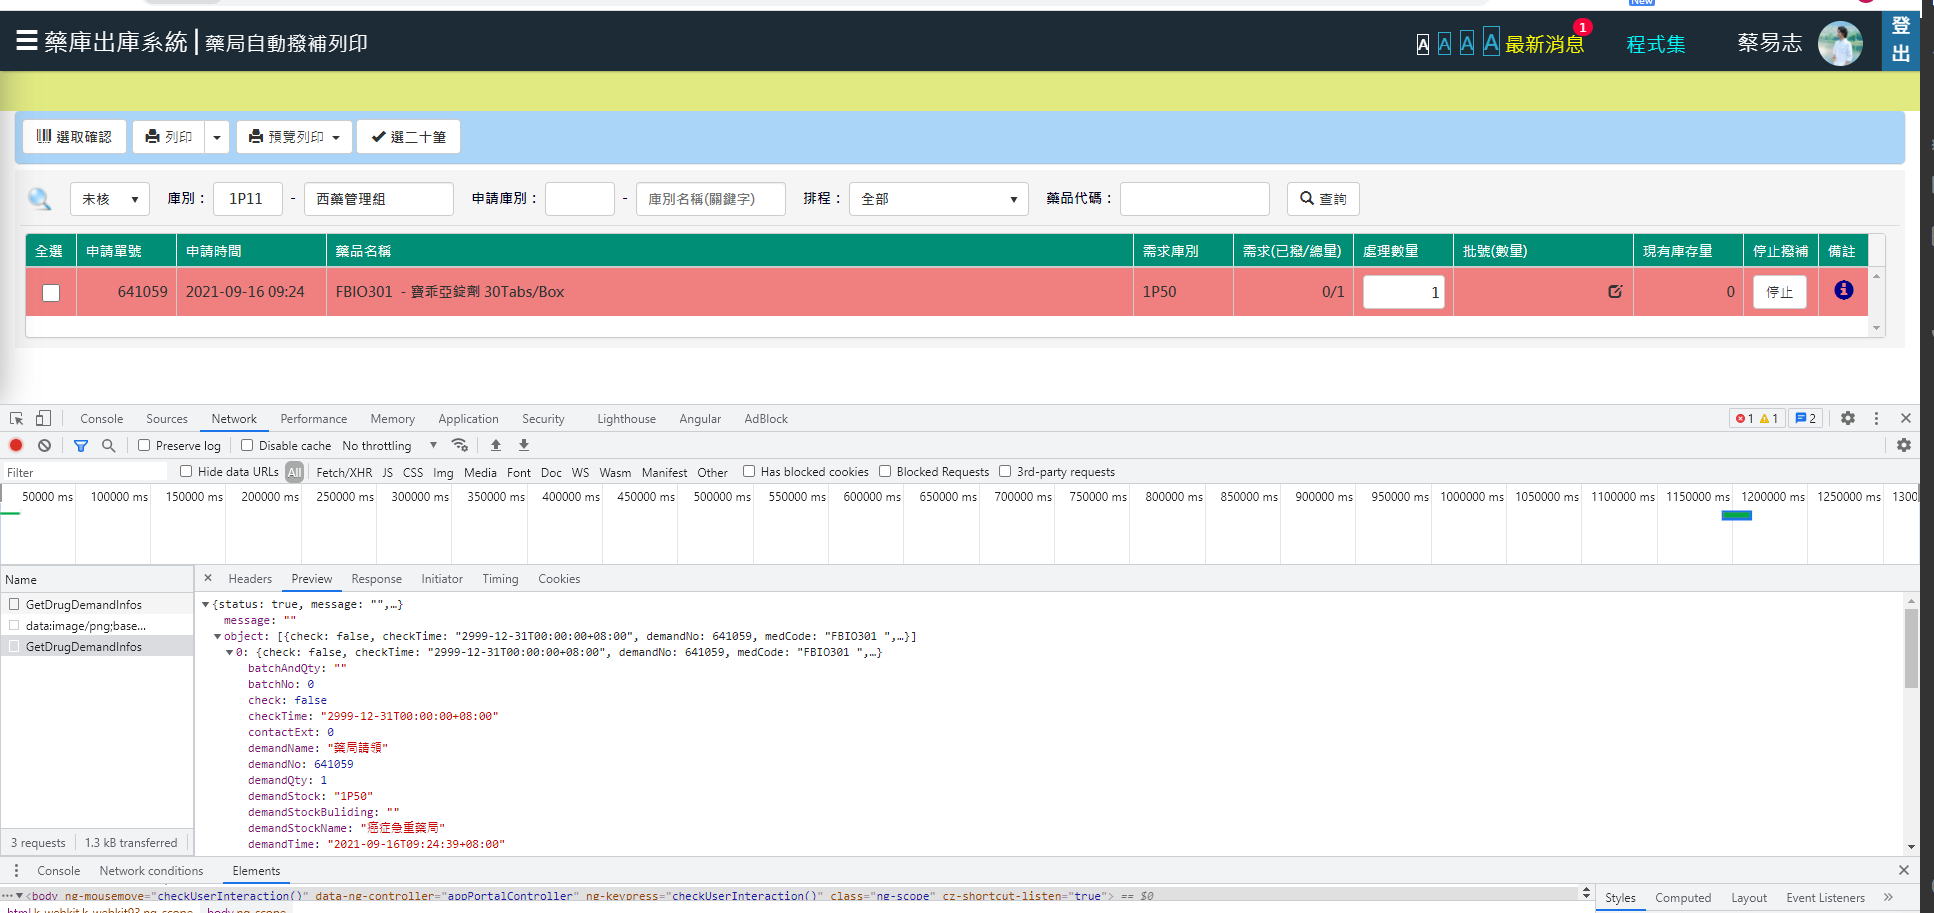 New
藥庫出庫系統 | 藥局自動撥補列印
A A A A 最新消息 1 程式集 蔡易志 登出
選取確認 列印 預覽列印 選二十筆
未核 庫別： 1P11 - 西藥管理組 申請庫別： - 庫別名稱(關鍵字) 排程： 全部 藥品代碼： 查詢
全選 申請單號 申請時間 藥品名稱 需求庫別 需求(已撥/總量) 處理數量 批號(數量) 現有庫存量 停止撥補 備註
641059 2021-09-16 09:24 FBIO301 - 寶乖亞錠劑 30Tabs/Box 1P50 0/1 1 0 停止
Console Sources Network Performance Memory Application Security Lighthouse Angular AdBlock 1 1 2
Preserve log Disable cache No throttling
Filter Hide data URLs All Fetch/XHR JS CSS Img Media Font Doc WS Wasm Manifest Other Has blocked cookies Blocked Requests 3rd-party requests
50000 ms 100000 ms 150000 ms 200000 ms 250000 ms 300000 ms 350000 ms 400000 ms 450000 ms 500000 ms 550000 ms 600000 ms 650000 ms 700000 ms 750000 ms 800000 ms 850000 ms 900000 ms 950000 ms 1000000 ms 1050000 ms 1100000 ms 1150000 ms 1200000 ms 1250000 ms 1300
Name
GetDrugDemandInfos
data:image/png;base...
GetDrugDemandInfos
3 requests 1.3 kB transferred
Headers Preview Response Initiator Timing Cookies
{status: true, message: "",…}
message: ""
object: [{check: false, checkTime: "2999-12-31T00:00:00+08:00", demandNo: 641059, medCode: "FBIO301 ",…}]
0: {check: false, checkTime: "2999-12-31T00:00:00+08:00", demandNo: 641059, medCode: "FBIO301 ",…}
batchAndQty: ""
batchNo: 0
check: false
checkTime: "2999-12-31T00:00:00+08:00"
contactExt: 0
demandName: "藥局請領"
demandNo: 641059
demandQty: 1
demandStock: "1P50"
demandStockBuliding: ""
demandStockName: "癌症急重藥局"
demandTime: "2021-09-16T09:24:39+08:00"
Console Network conditions Elements
<body ng-mousemove="checkUserInteraction()" data-ng-controller="appPortalController" ng-keypress="checkUserInteraction()" class="ng-scope" cz-shortcut-listen="true"> == $0
html.k-webkit.k-webkit93.ng-scope body.ng-scope
Styles Computed Layout Event Listeners